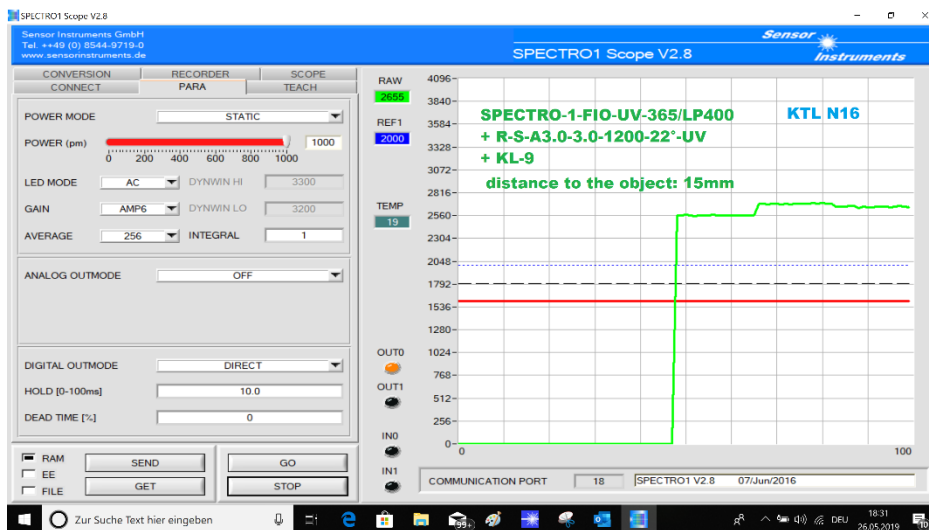 SPECTRO1 Scope V2.8
Sensor Instruments GmbH
Tel. ++49 (0) 8544-9719-0
www.sensorinstruments.de
SPECTRO1 Scope V2.8
Sensor
Instruments
CONVERSION RECORDER SCOPE
CONNECT PARA TEACH
POWER MODE STATIC
POWER (pm) 1000
0 200 400 600 800 1000
LED MODE AC DYNWIN HI 3300
GAIN AMP6 DYNWIN LO 3200
AVERAGE 256 INTEGRAL 1
ANALOG OUTMODE OFF
DIGITAL OUTMODE DIRECT
HOLD [0-100ms] 10.0
DEAD TIME [%] 0
RAM
EE
FILE
SEND GO
GET STOP
RAW
2655
REF1
2000
TEMP
19
OUT0
OUT1
IN0
IN1
4096
3840
3584
3328
3072
2816
2560
2304
2048
1792
1536
1280
1024
768
512
256
0
0 100
SPECTRO-1-FIO-UV-365/LP400
+ R-S-A3.0-3.0-1200-22°-UV
+ KL-9
distance to the object: 15mm
KTL N16
COMMUNICATION PORT 18 SPECTRO1 V2.8 07/Jun/2016
Zur Suche Text hier eingeben
99+
DEU
18:31
26.05.2019
10